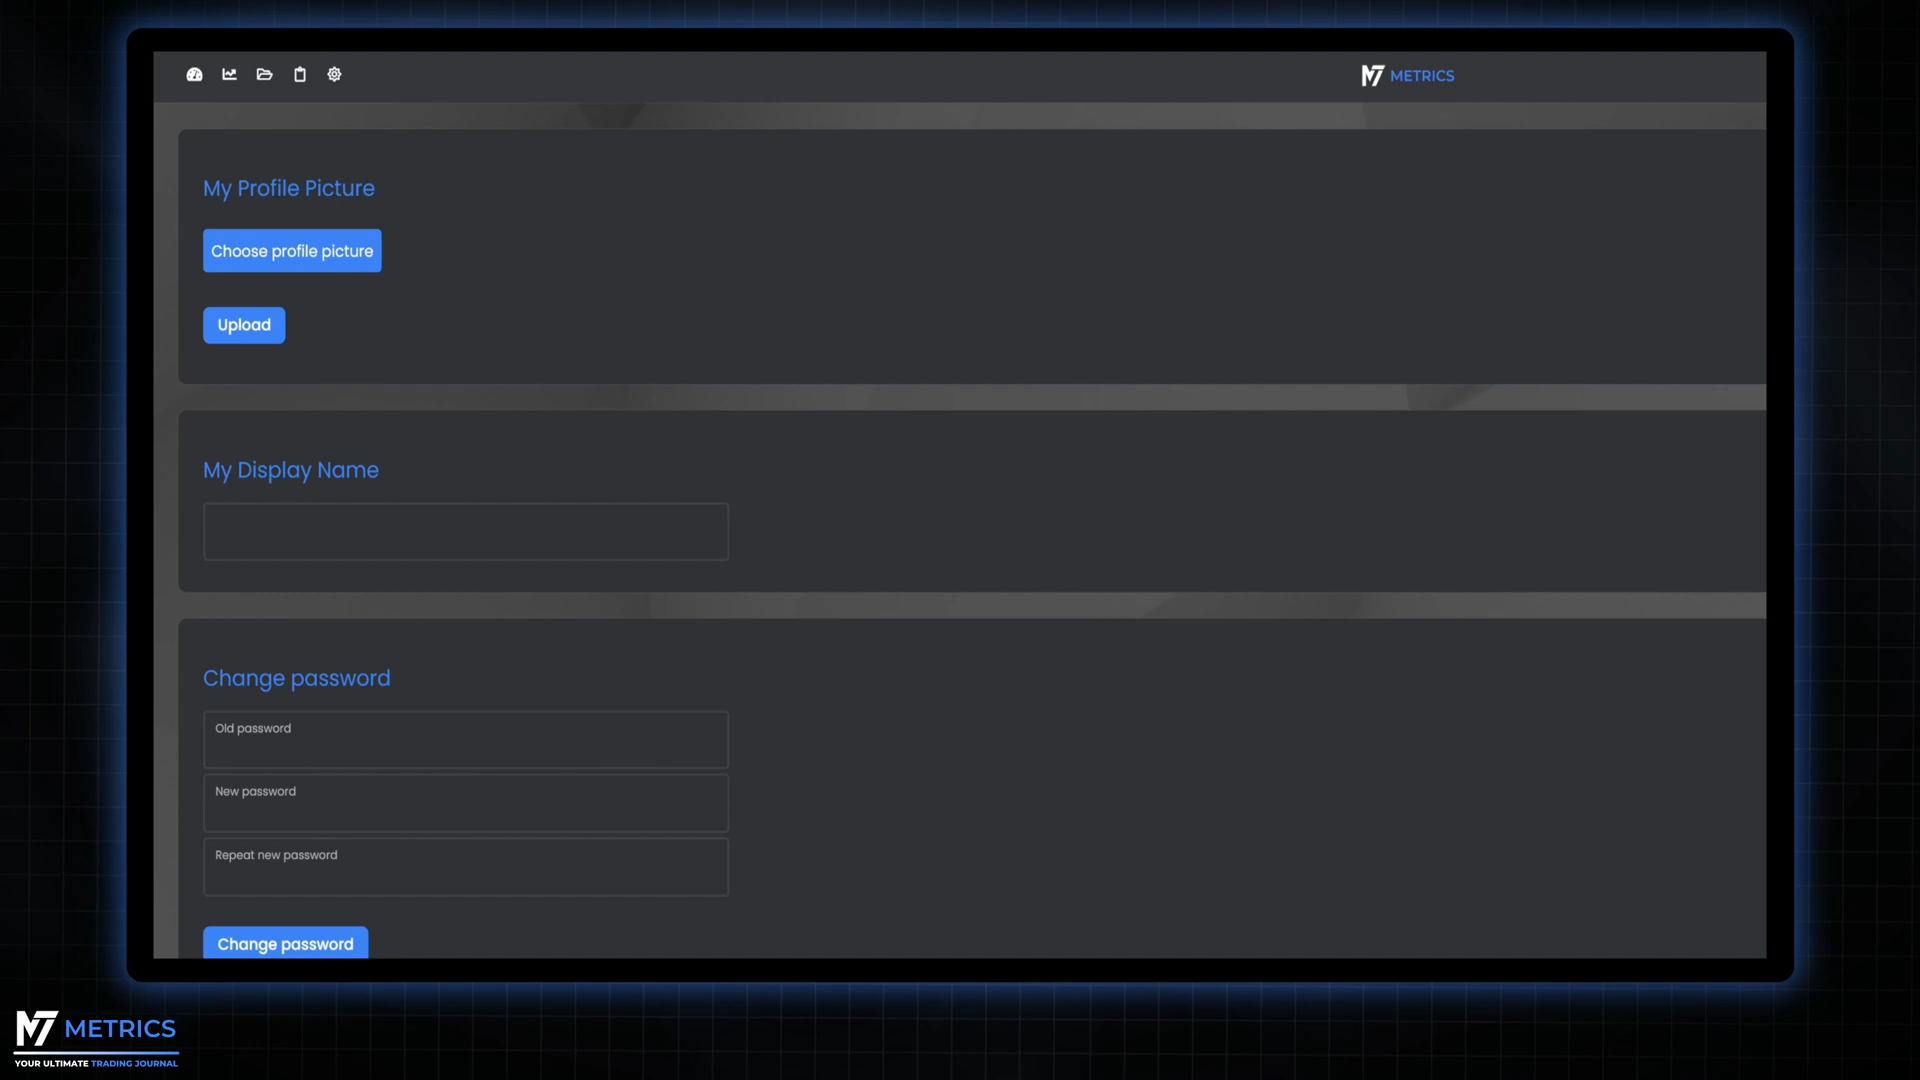 METRICS
My Profile Picture
Choose profile picture
Upload
My Display Name
Change password
Old password
New password
Repeat new password
Change password
METRICS
YOUR ULTIMATE TRADING JOURNAL